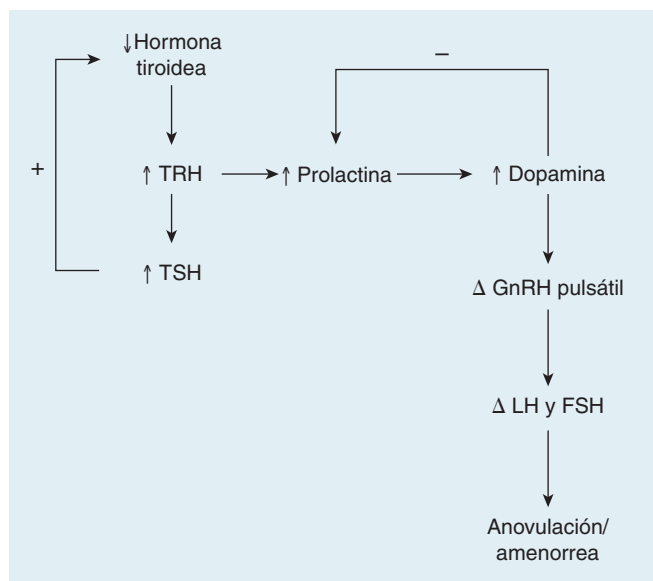 ↓Hormona
tiroidea
–
+
↑ TRH
↑ Prolactina
↑ Dopamina
↑ TSH
Δ GnRH pulsátil
Δ LH y FSH
Anovulación/
amenorrea